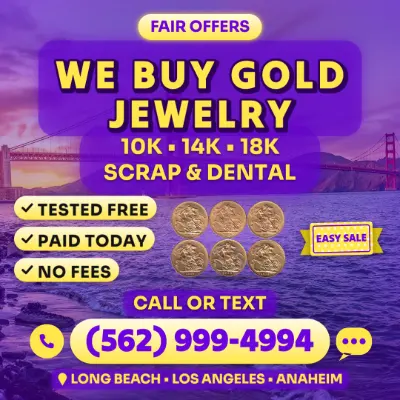 FAIR OFFERS
WE BUY GOLD
JEWELRY
10K ▪ 14K ▪ 18K
SCRAP & DENTAL
✓ TESTED FREE
✓ PAID TODAY
✓ NO FEES
EASY SALE
CALL OR TEXT
(562) 999-4994
LONG BEACH ▪ LOS ANGELES ▪ ANAHEIM